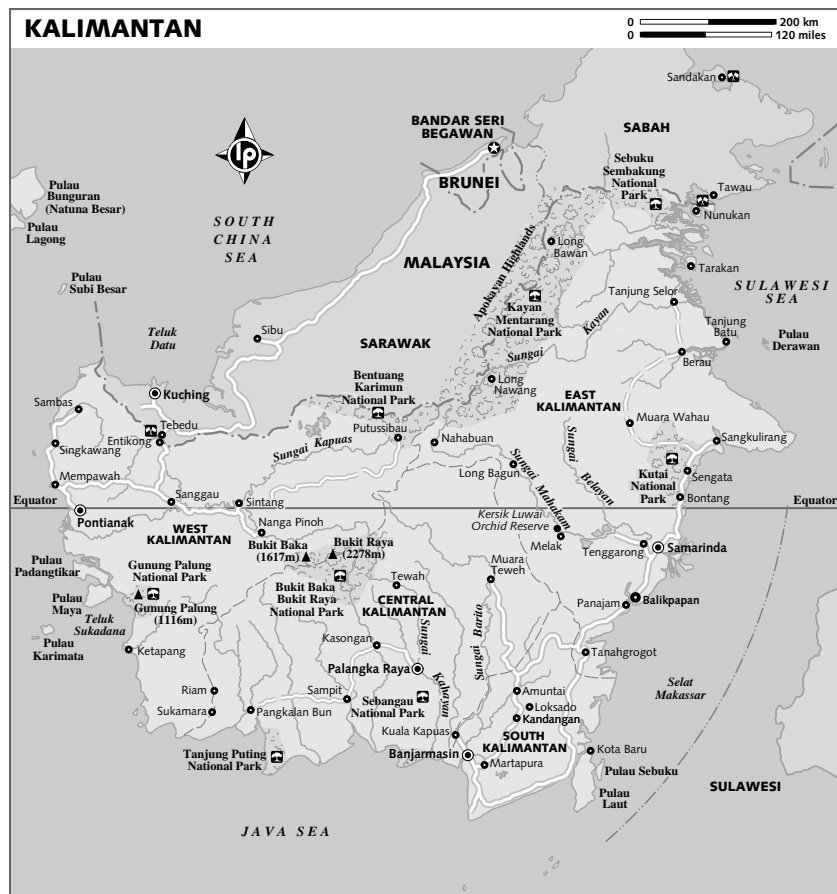 KALIMANTAN
0
200 km
0
120 miles
Sandakan
BANDAR SERI
BEGAWAN
SABAH
BRUNEI
Sebuku
Sembakung
National
Park
Tawau
Nunukan
Pulau
Bunguran
(Natuna Besar)
Pulau
Lagong
SOUTH
CHINA
SEA
Long
Bawan
MALAYSIA
Apokayan Highlands
Tarakan
Pulau
Subi Besar
SULAWESI
SEA
Tanjung Selor
Kayan
Mentarang
National Park
Sungai
Kayan
Teluk
Datu
Sibu
SARAWAK
Tanjung
Batu
Pulau
Derawan
Berau
Bentuang
Karimun
National Park
Long
Nawang
EAST
KALIMANTAN
Kuching
Sambas
Tebedu
Entikong
Singkawang
Putussibau
Sungai Kapuas
Nahabuan
Muara Wahau
Sangkulirang
Sungai
Belayan
Long Bagun
Sungai
Mahakam
Kutai
National
Park
Sengata
Bontang
Mempawah
Sanggau
Sintang
Equator
Equator
Pontianak
WEST
KALIMANTAN
Nanga Pinoh
Kersik Luwai
Orchid Reserve
Melak
Tenggarong
Samarinda
Bukit Baka
(1617m)
Bukit Raya
(2278m)
Pulau
Padangtikar
Gunung Palung
National Park
Bukit Baka
Bukit Raya
National Park
Tewah
CENTRAL
KALIMANTAN
Muara
Teweh
Pulau
Maya
Gunung Palung
(1116m)
Teluk
Sukadana
Panajam
Balikpapan
Pulau
Karimata
Ketapang
Kasongan
Sungai
Kahayan
Sungai Barito
Tanahgrogot
Palangka Raya
Selat
Makassar
Riam
Sukamara
Sampit
Pangkalan Bun
Sebangau
National Park
Amuntai
Loksado
Kandangan
Kuala Kapuas
SOUTH
KALIMANTAN
Tanjung Puting
National Park
Banjarmasin
Martapura
Kota Baru
Pulau Sebuku
Pulau
Laut
SULAWESI
JAVA SEA